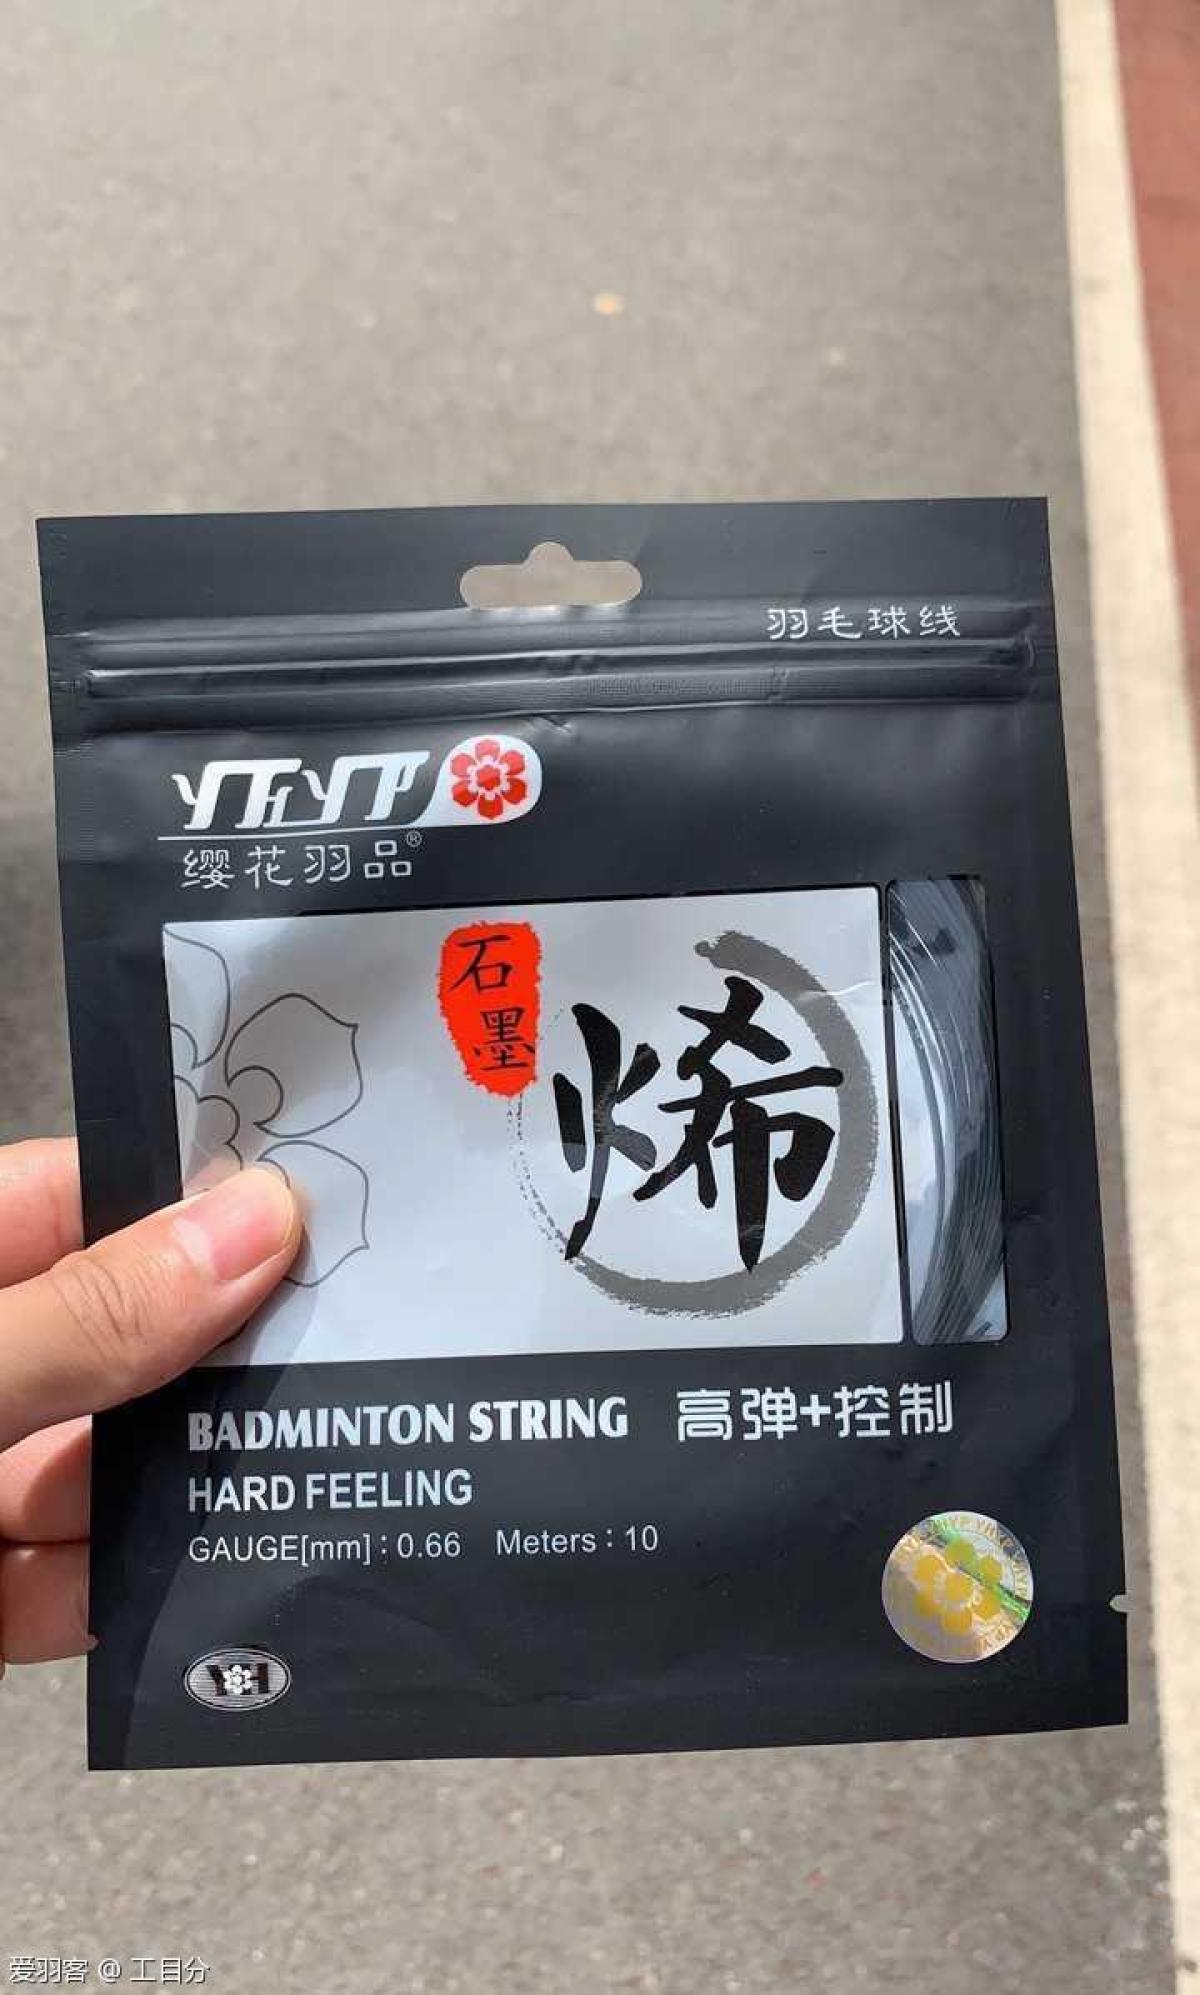 羽毛球线
YHYP
缨花羽品®
石墨
烯
BADMINTON STRING 高弹+控制
HARD FEELING
GAUGE[mm]:0.66 Meters:10
YH
爱羽客 @ 工目分